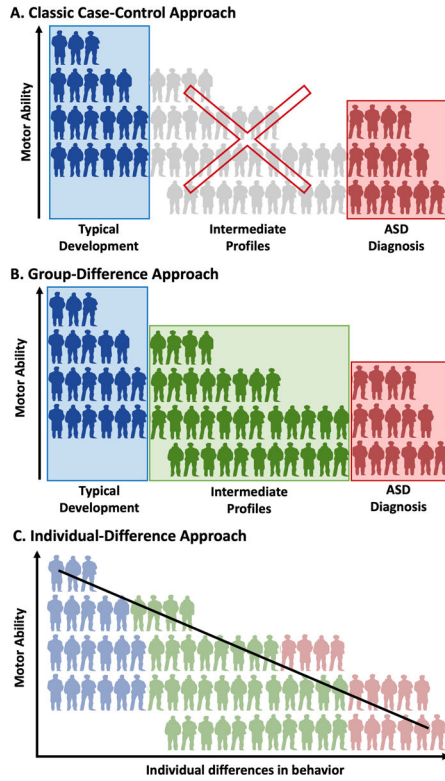 A. Classic Case-Control Approach
Motor Ability
Typical
Development
Intermediate
Profiles
ASD
Diagnosis
B. Group-Difference Approach
Motor Ability
Typical
Development
Intermediate
Profiles
ASD
Diagnosis
C. Individual-Difference Approach
Motor Ability
Individual differences in behavior